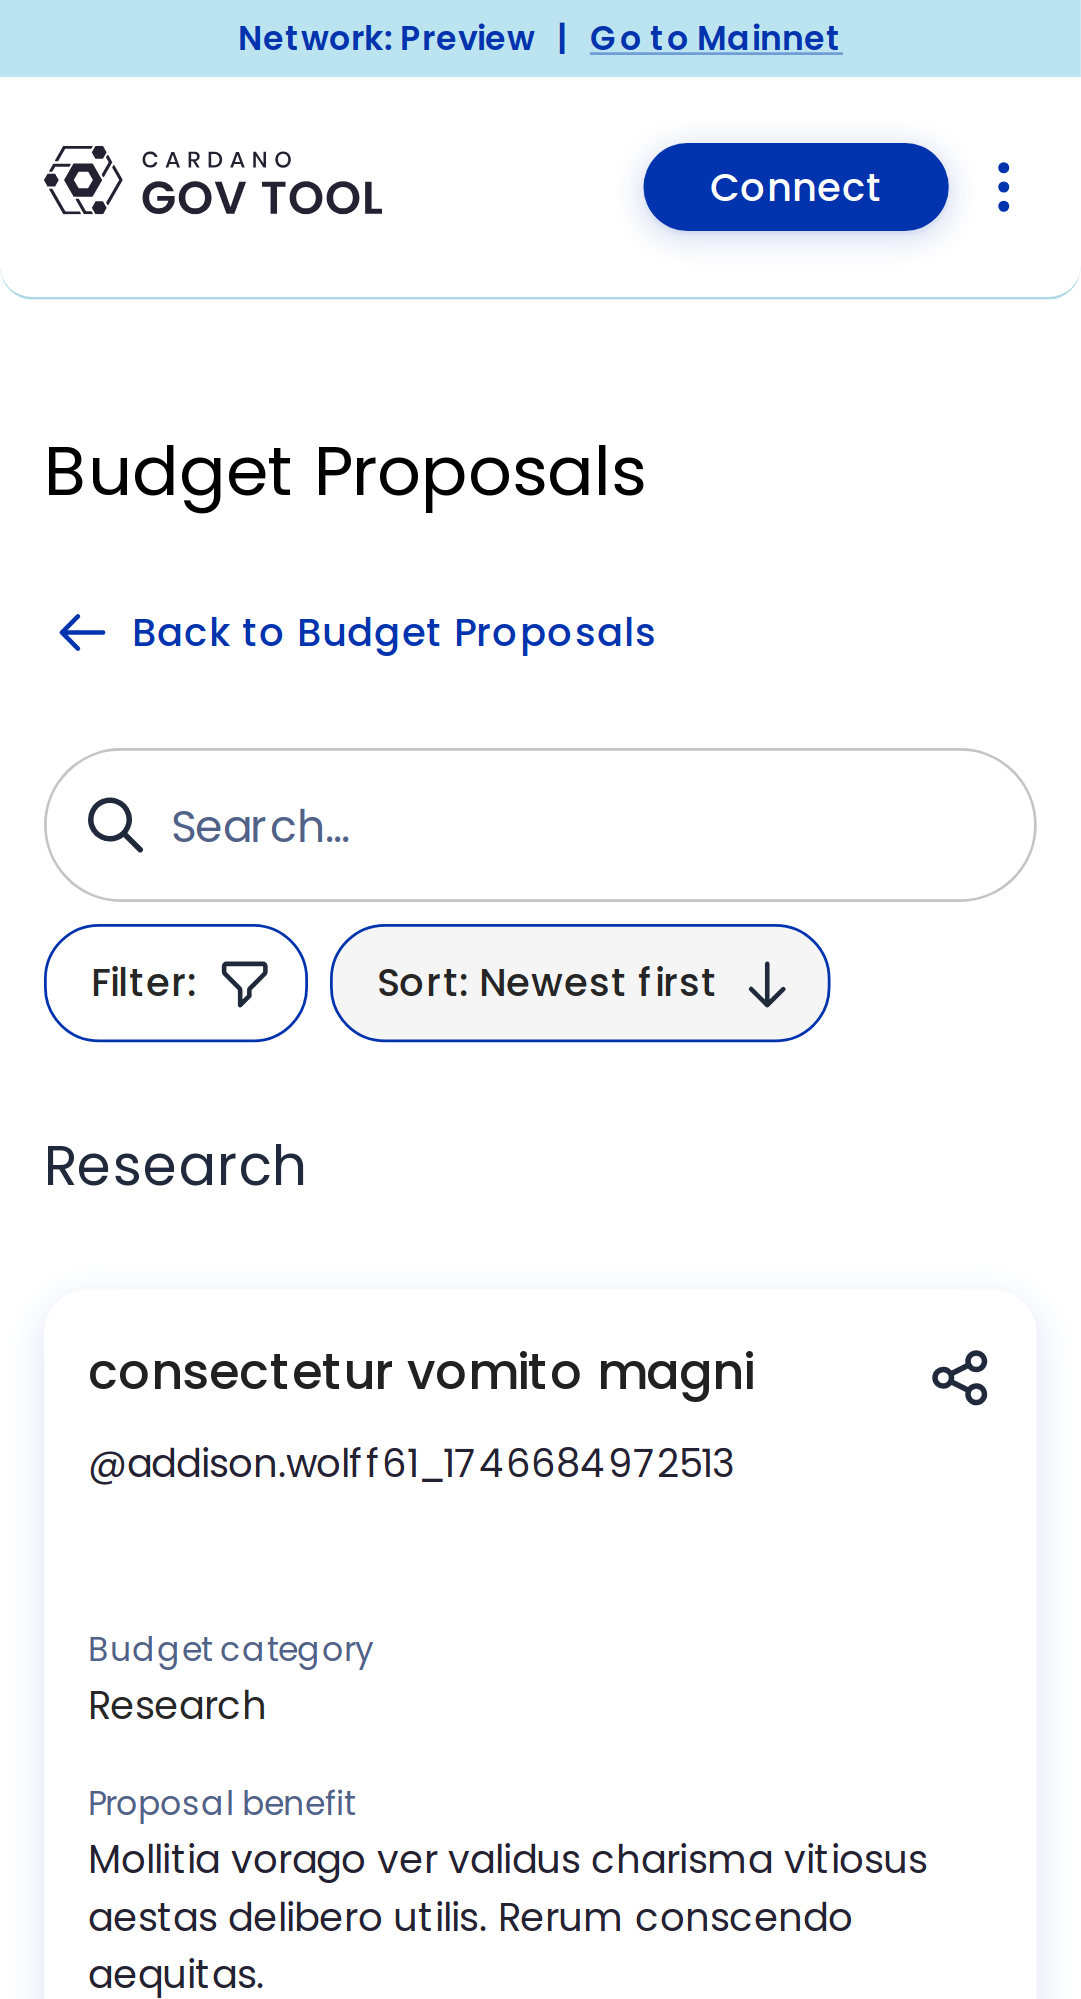 Network: Preview | Go to Mainnet
CARDANO
GOV TOOL
Connect
Budget Proposals
Back to Budget Proposals
Search...
Filter:
Sort: Newest first
Research
consectetur vomito magni
@addison.wolff61_1746684972513
Budget category
Research
Proposal benefit
Mollitia vorago ver validus charisma vitiosus
aestas delibero utilis. Rerum conscendo
aequitas.